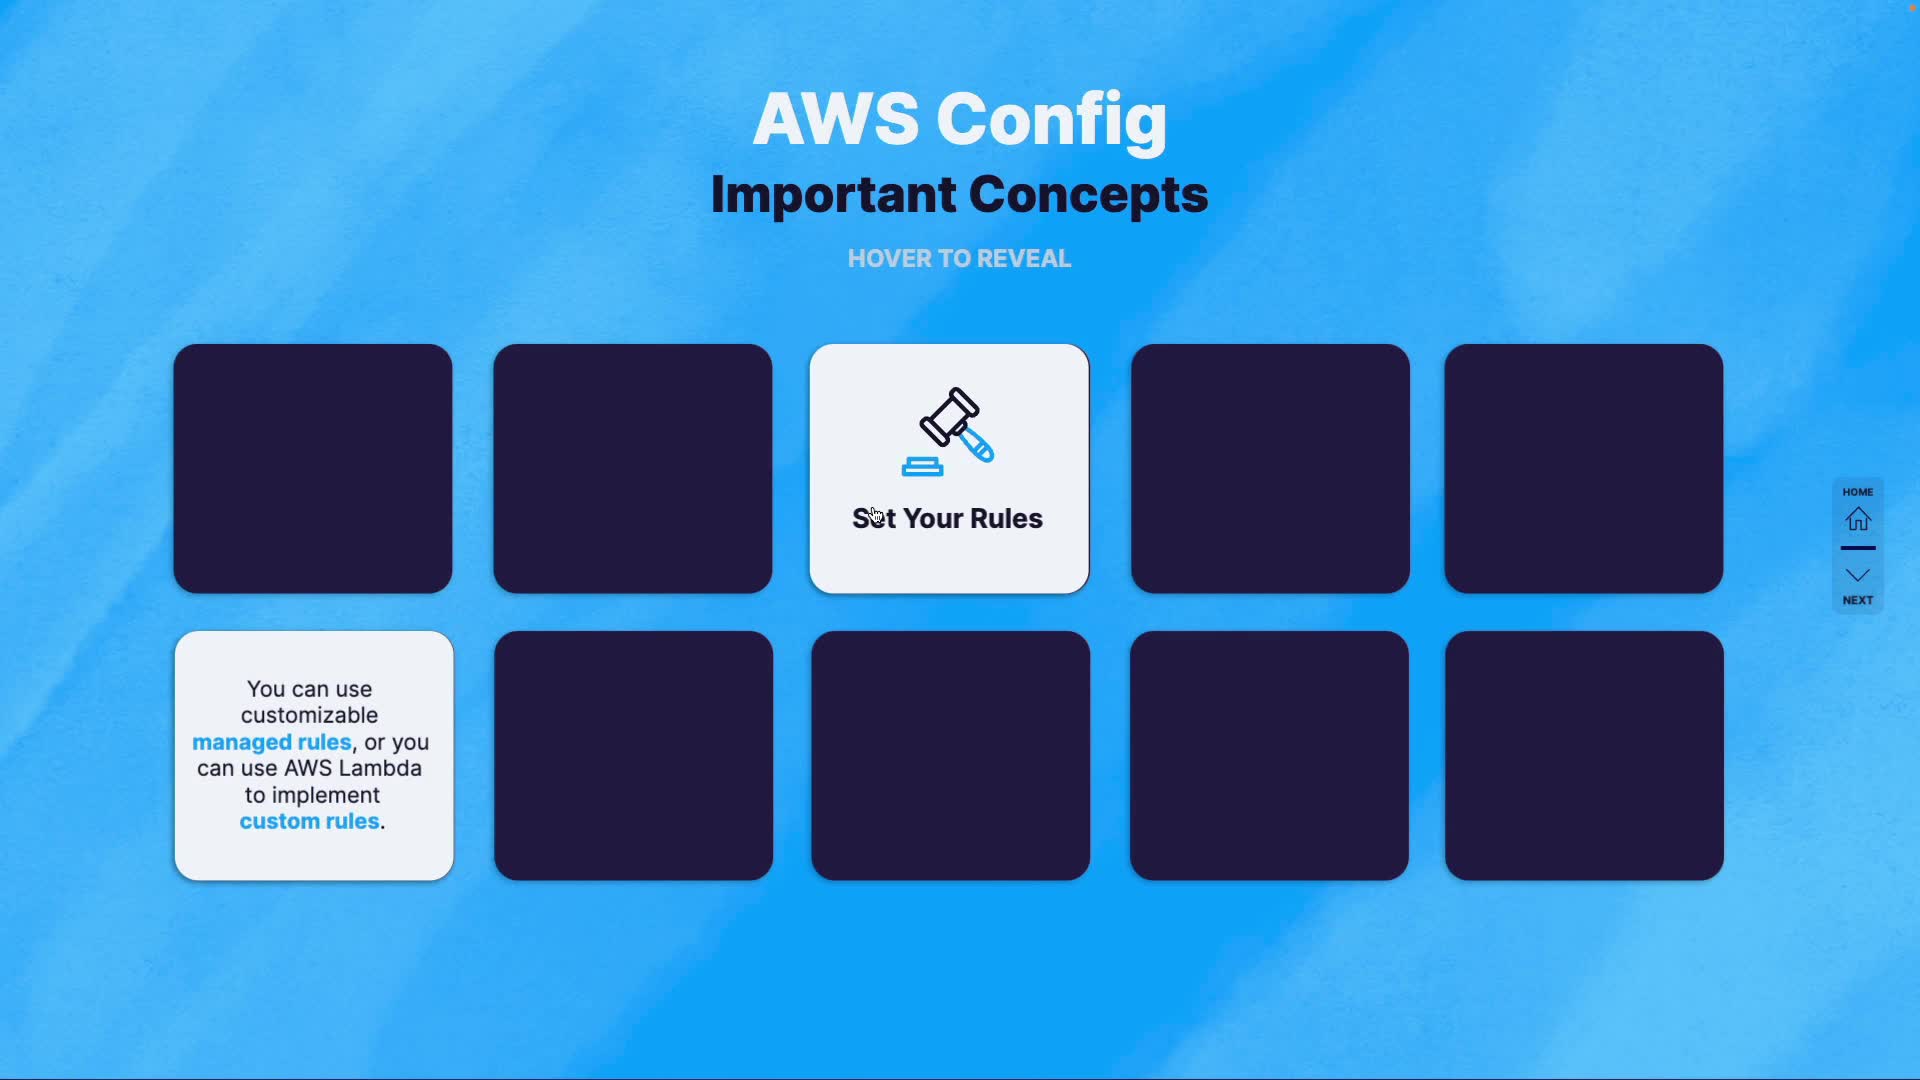 AWS Config
Important Concepts
HOVER TO REVEAL
Set Your Rules
HOME
NEXT
You can use
customizable
managed rules, or you
can use AWS Lambda
to implement
custom rules.